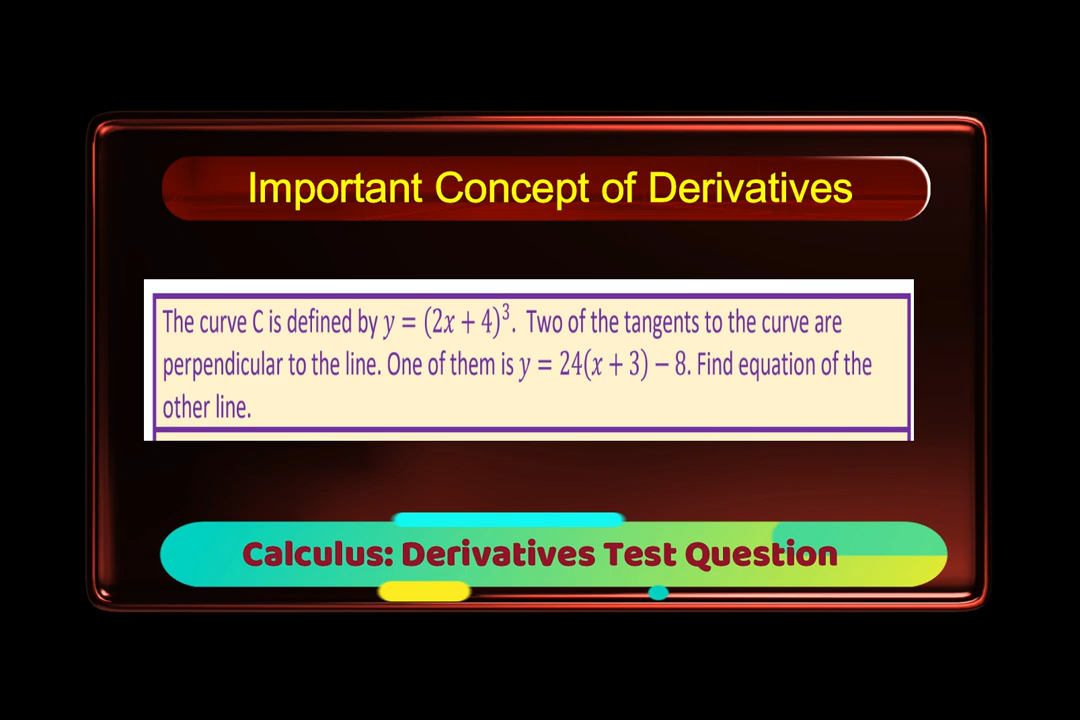 Important Concept of Derivatives
The curve C is defined by y = (2x + 4)³. Two of the tangents to the curve are
perpendicular to the line. One of them is y = 24(x + 3) − 8. Find equation of the
other line.
Calculus: Derivatives Test Question